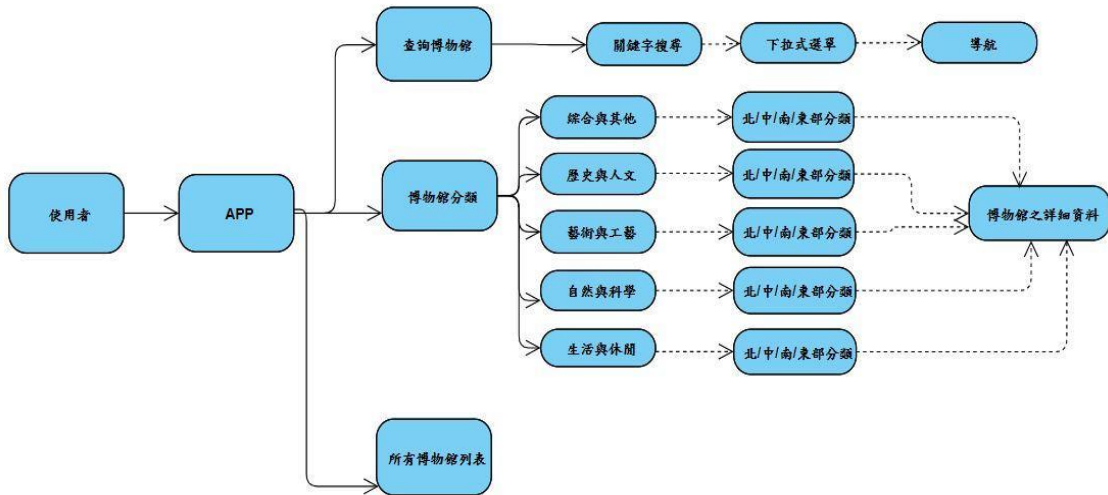 查詢博物館
關鍵字搜尋
下拉式選單
導航
綜合與其他
北/中/南/東部分類
歷史與人文
北/中/南/東部分類
使用者
APP
博物館分類
藝術與工藝
北/中/南/東部分類
博物館之詳細資料
自然與科學
北/中/南/東部分類
生活與休閒
北/中/南/東部分類
所有博物館列表